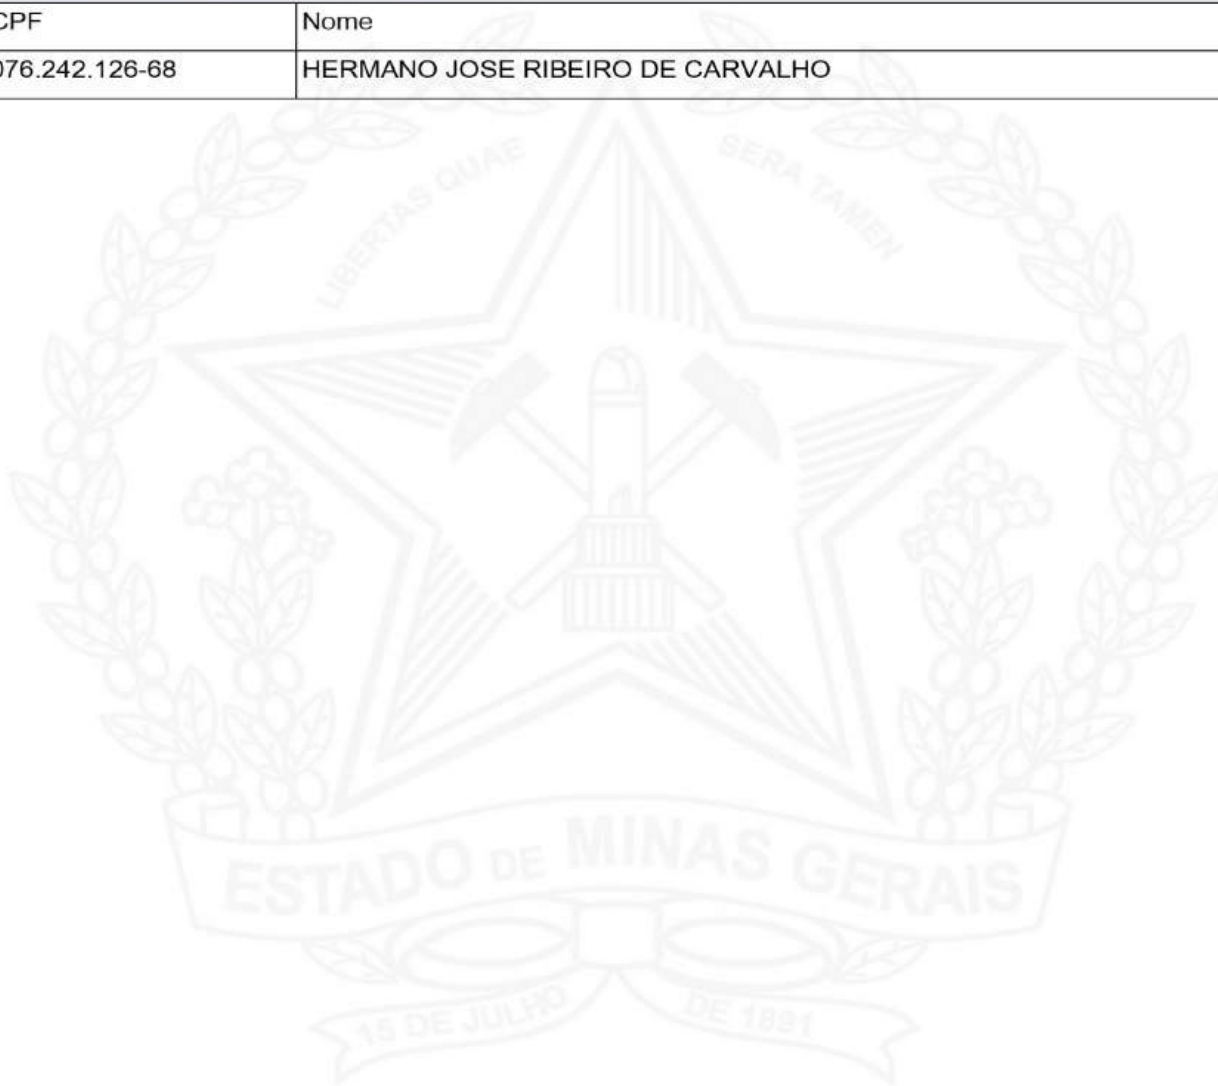 CPF Nome
076.242.126-68 HERMANO JOSE RIBEIRO DE CARVALHO
LIBERTAS QUAE SERA TAMEN
ESTADO DE MINAS GERAIS
15 DE JULHO DE 1891